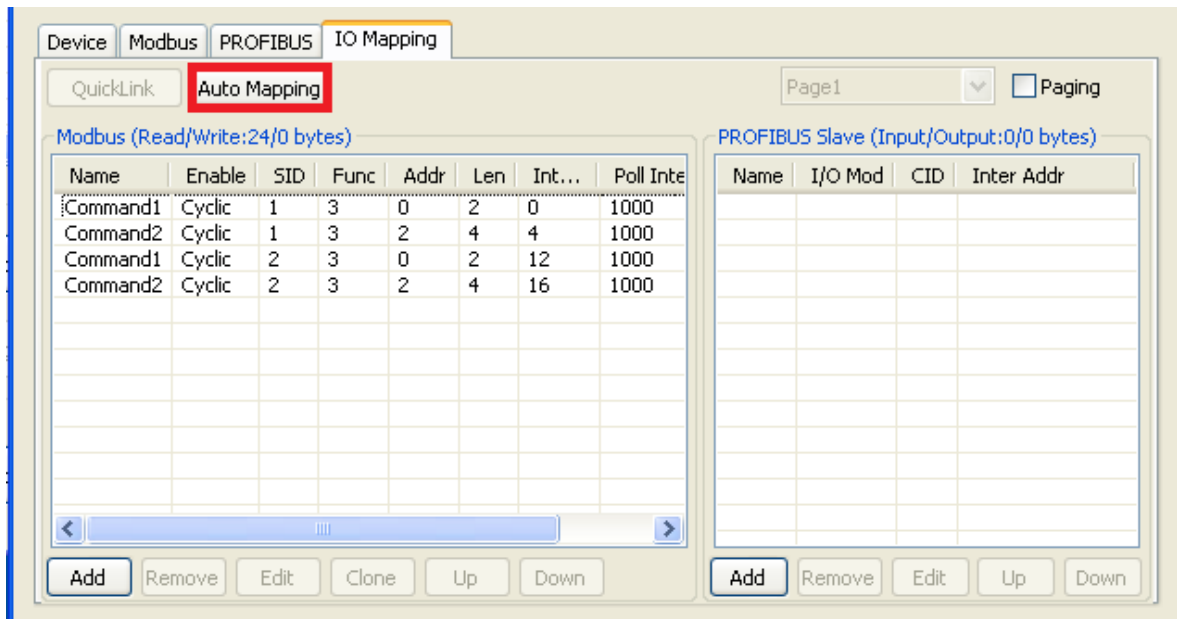 Device Modbus PROFIBUS IO Mapping
QuickLink Auto Mapping Page1 Paging
Modbus (Read/Write:24/0 bytes) PROFIBUS Slave (Input/Output:0/0 bytes)
Name Enable SID Func Addr Len Int... Poll Inte Name I/O Mod CID Inter Addr
Command1 Cyclic 1 3 0 2 0 1000
Command2 Cyclic 1 3 2 4 4 1000
Command1 Cyclic 2 3 0 2 12 1000
Command2 Cyclic 2 3 2 4 16 1000
Add Remove Edit Clone Up Down Add Remove Edit Up Down